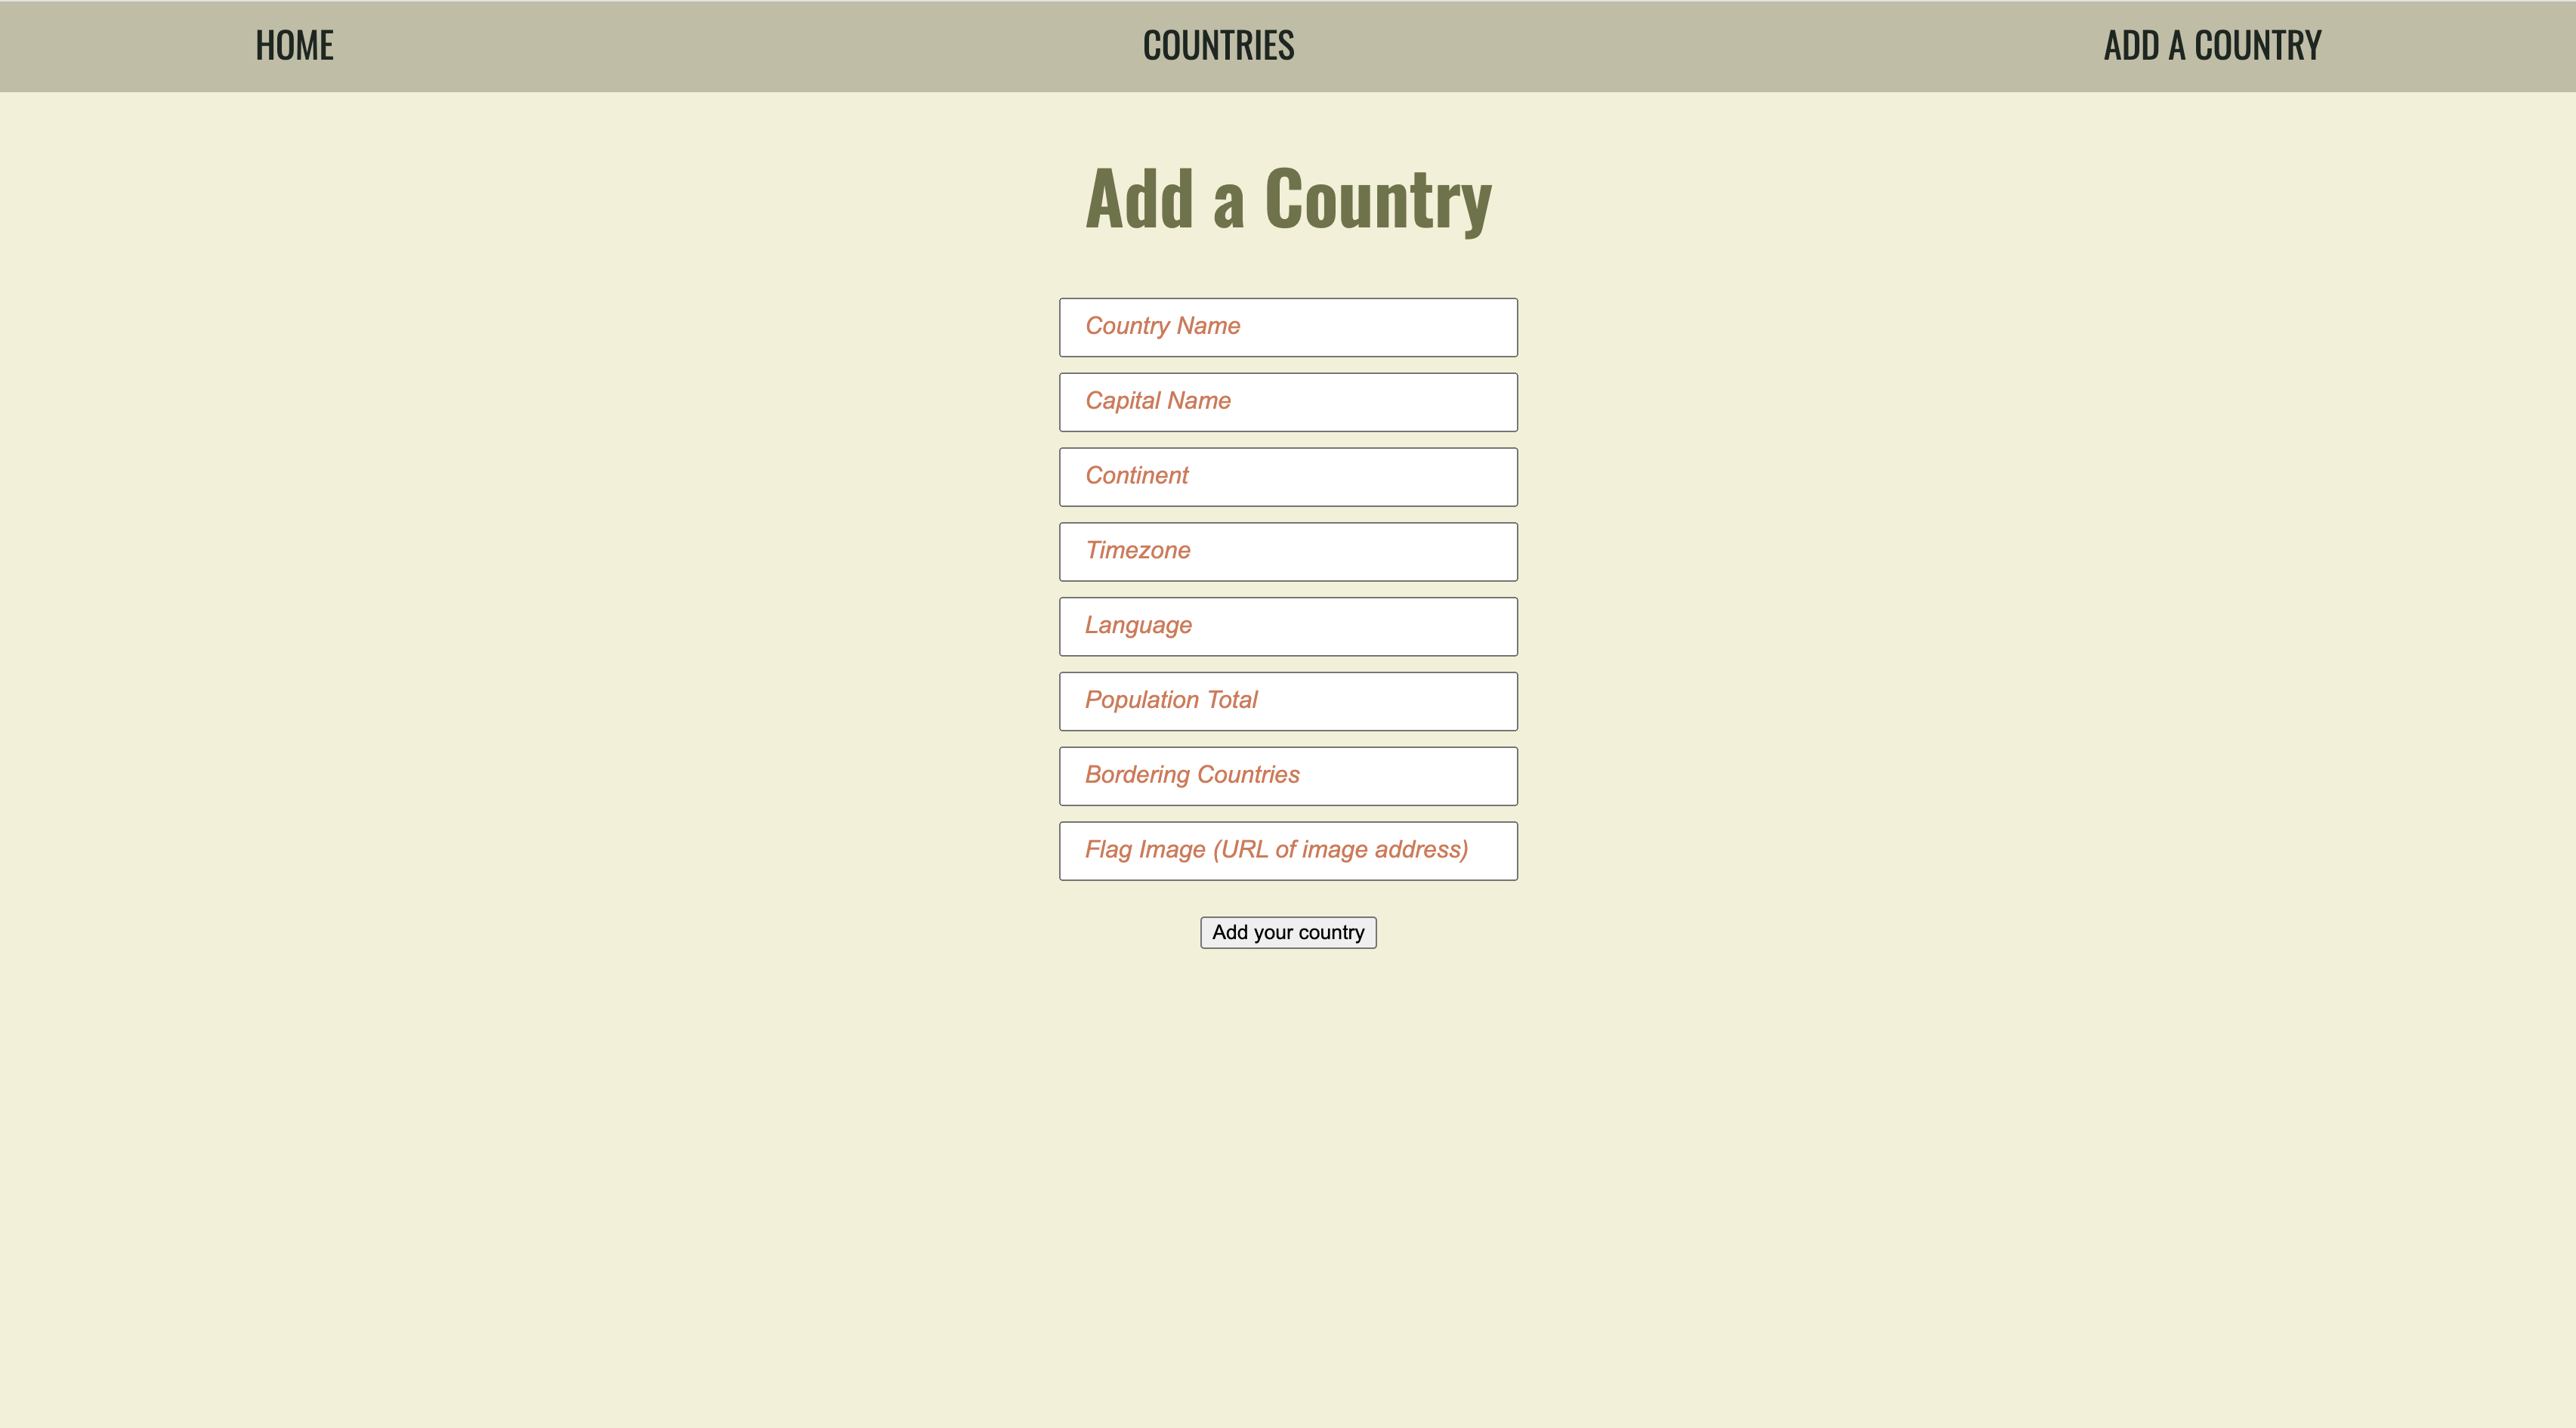 HOME
COUNTRIES
ADD A COUNTRY
Add a Country
Country Name
Capital Name
Continent
Timezone
Language
Population Total
Bordering Countries
Flag Image (URL of image address)
Add your country